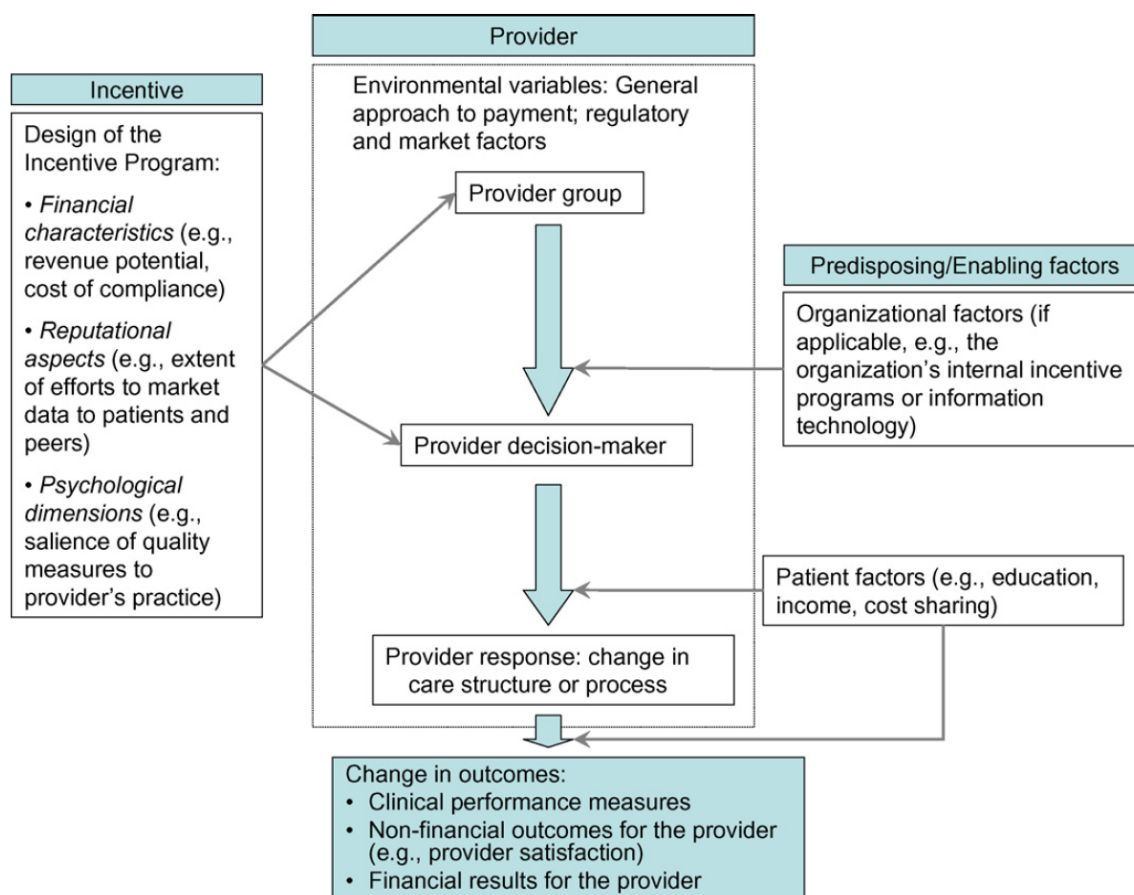 Provider
Incentive
Design of the
Incentive Program:
• Financial
characteristics (e.g.,
revenue potential,
cost of compliance)
• Reputational
aspects (e.g., extent
of efforts to market
data to patients and
peers)
• Psychological
dimensions (e.g.,
salience of quality
measures to
provider’s practice)
Environmental variables: General
approach to payment; regulatory
and market factors
Provider group
Predisposing/Enabling factors
Organizational factors (if
applicable, e.g., the
organization’s internal incentive
programs or information
technology)
Provider decision-maker
Patient factors (e.g., education,
income, cost sharing)
Provider response: change in
care structure or process
Change in outcomes:
• Clinical performance measures
• Non-financial outcomes for the provider
(e.g., provider satisfaction)
• Financial results for the provider